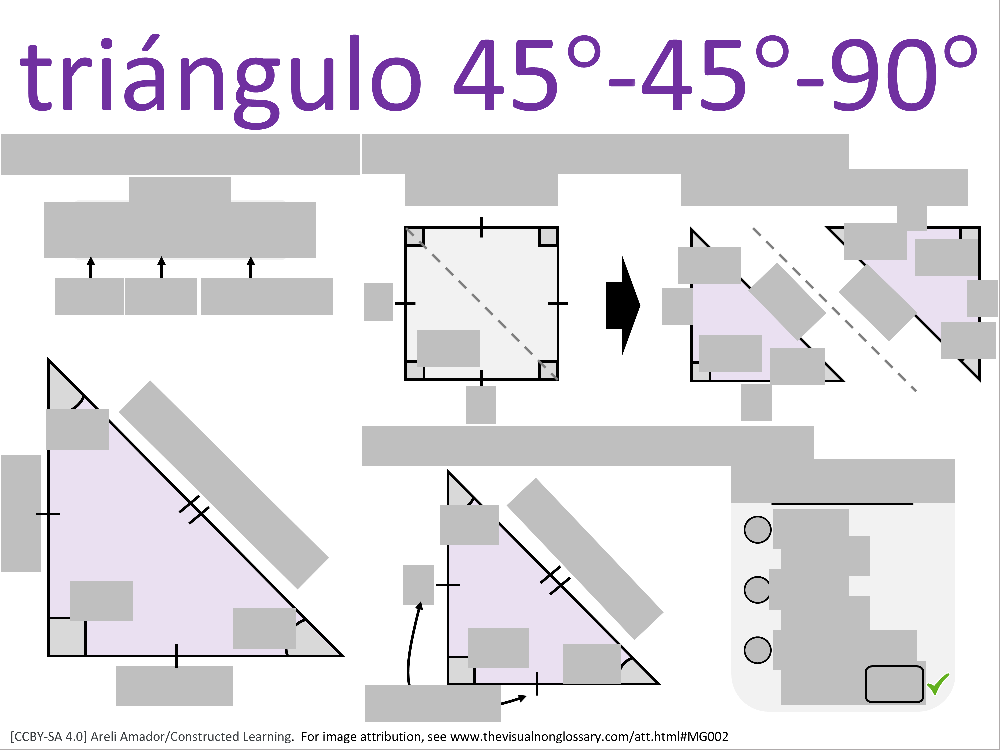 triángulo 45°-45°-90°
[CCBY-SA 4.0] Areli Amador/Constructed Learning. For image attribution, see www.thevisualnonglossary.com/att.html#MG002